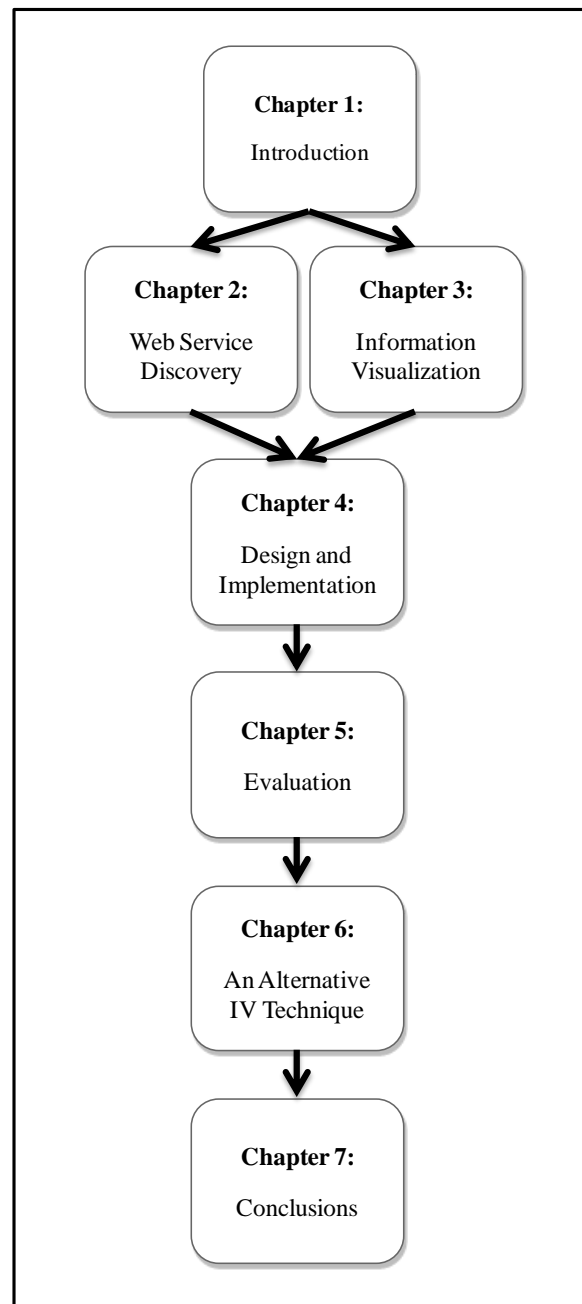 Chapter 1:
Introduction
Chapter 2:
Web Service
Discovery
Chapter 3:
Information
Visualization
Chapter 4:
Design and
Implementation
Chapter 5:
Evaluation
Chapter 6:
An Alternative
IV Technique
Chapter 7:
Conclusions